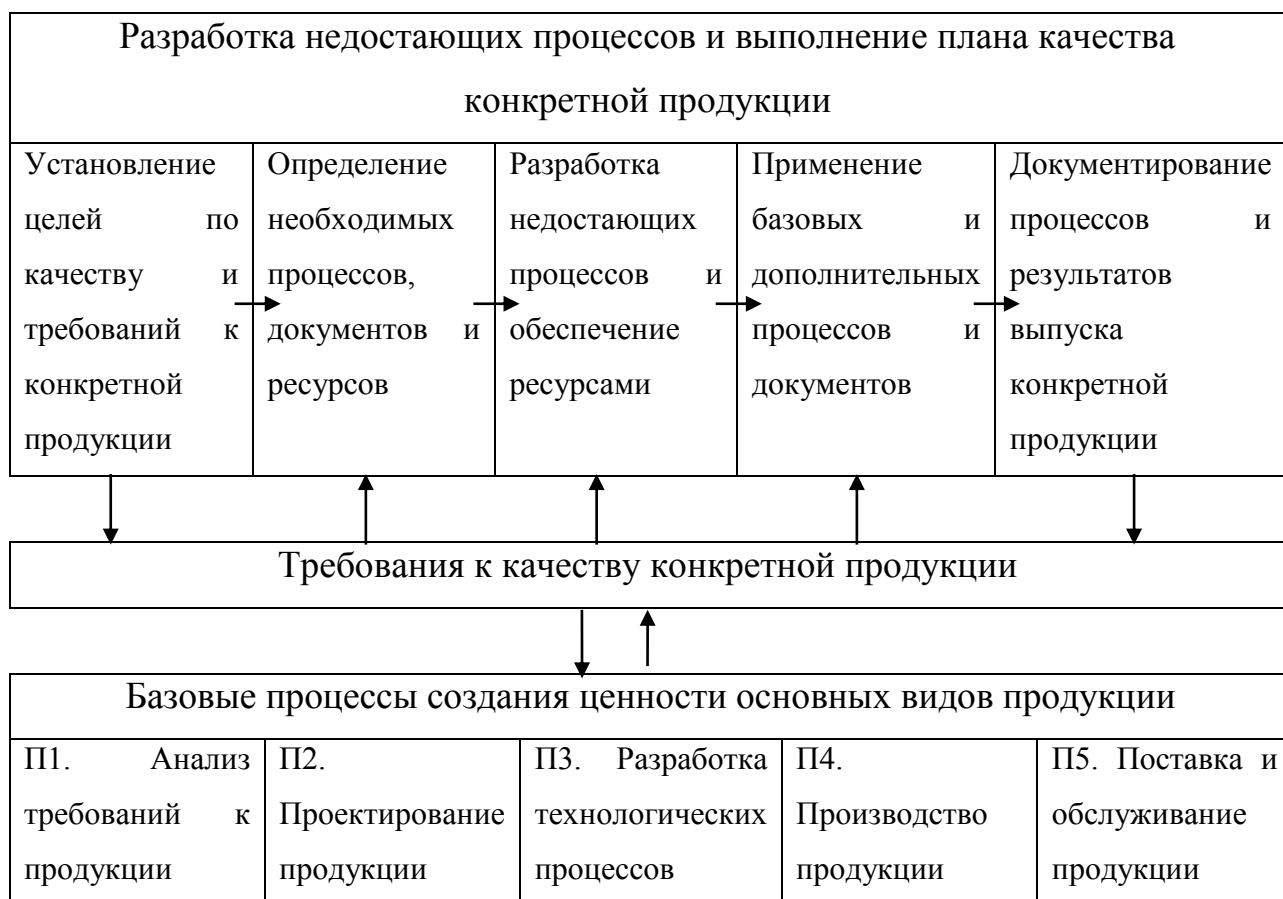 Разработка недостающих процессов и выполнение плана качества
конкретной продукции
Установление
целей по
качеству и
требований к
конкретной
продукции
Определение
необходимых
процессов,
документов и
ресурсов
Разработка
недостающих
процессов и
обеспечение
ресурсами
Применение
базовых и
дополнительных
процессов и
документов
Документирование
процессов и
результатов
выпуска
конкретной
продукции
Требования к качеству конкретной продукции
Базовые процессы создания ценности основных видов продукции
П1. Анализ
требований к
продукции
П2.
Проектирование
продукции
П3. Разработка
технологических
процессов
П4.
Производство
продукции
П5. Поставка и
обслуживание
продукции